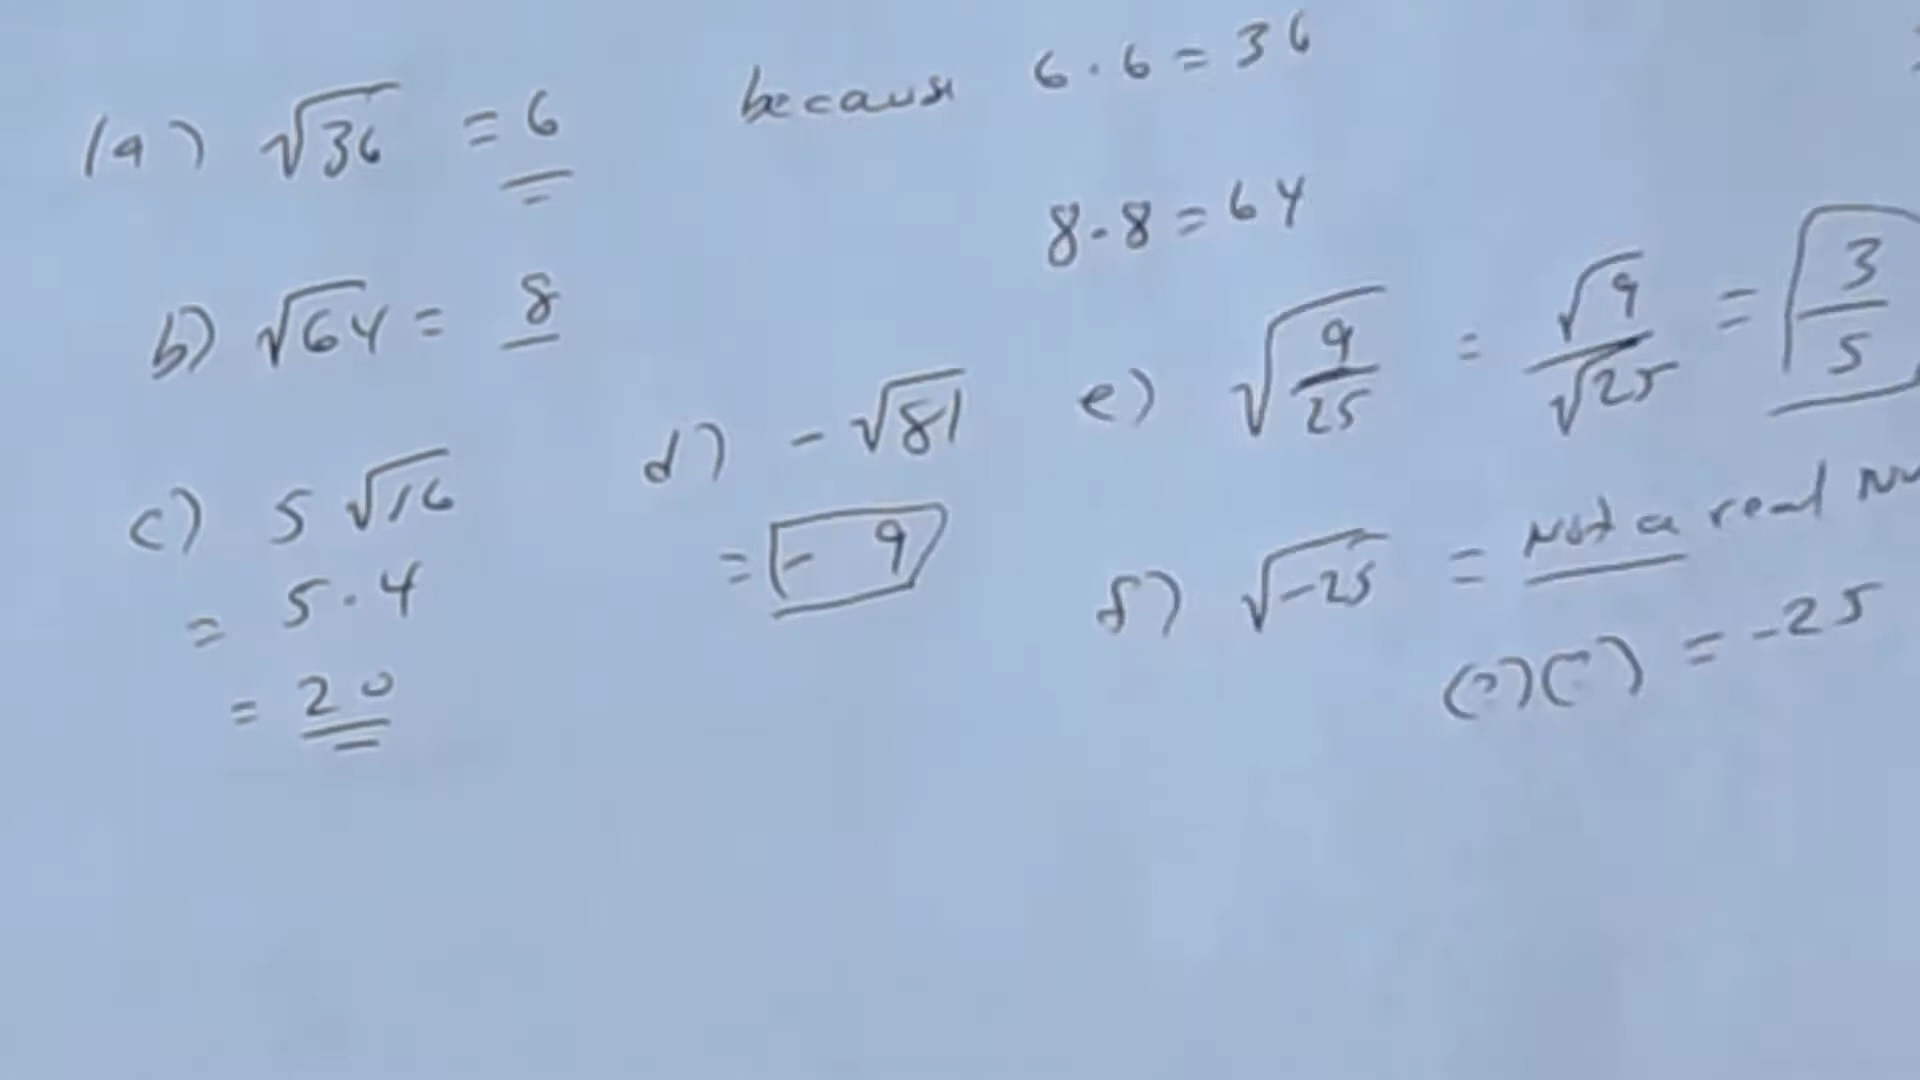 (a) √36 = 6 because 6·6=36
8·8=64
b) √64 = 8
c) 5√16
= 5·4
= 20
d) -√81
= -9
e) √(9/25) = √9/√25 = 3/5
f) √-25 = Not a real
(?)(?) = -25